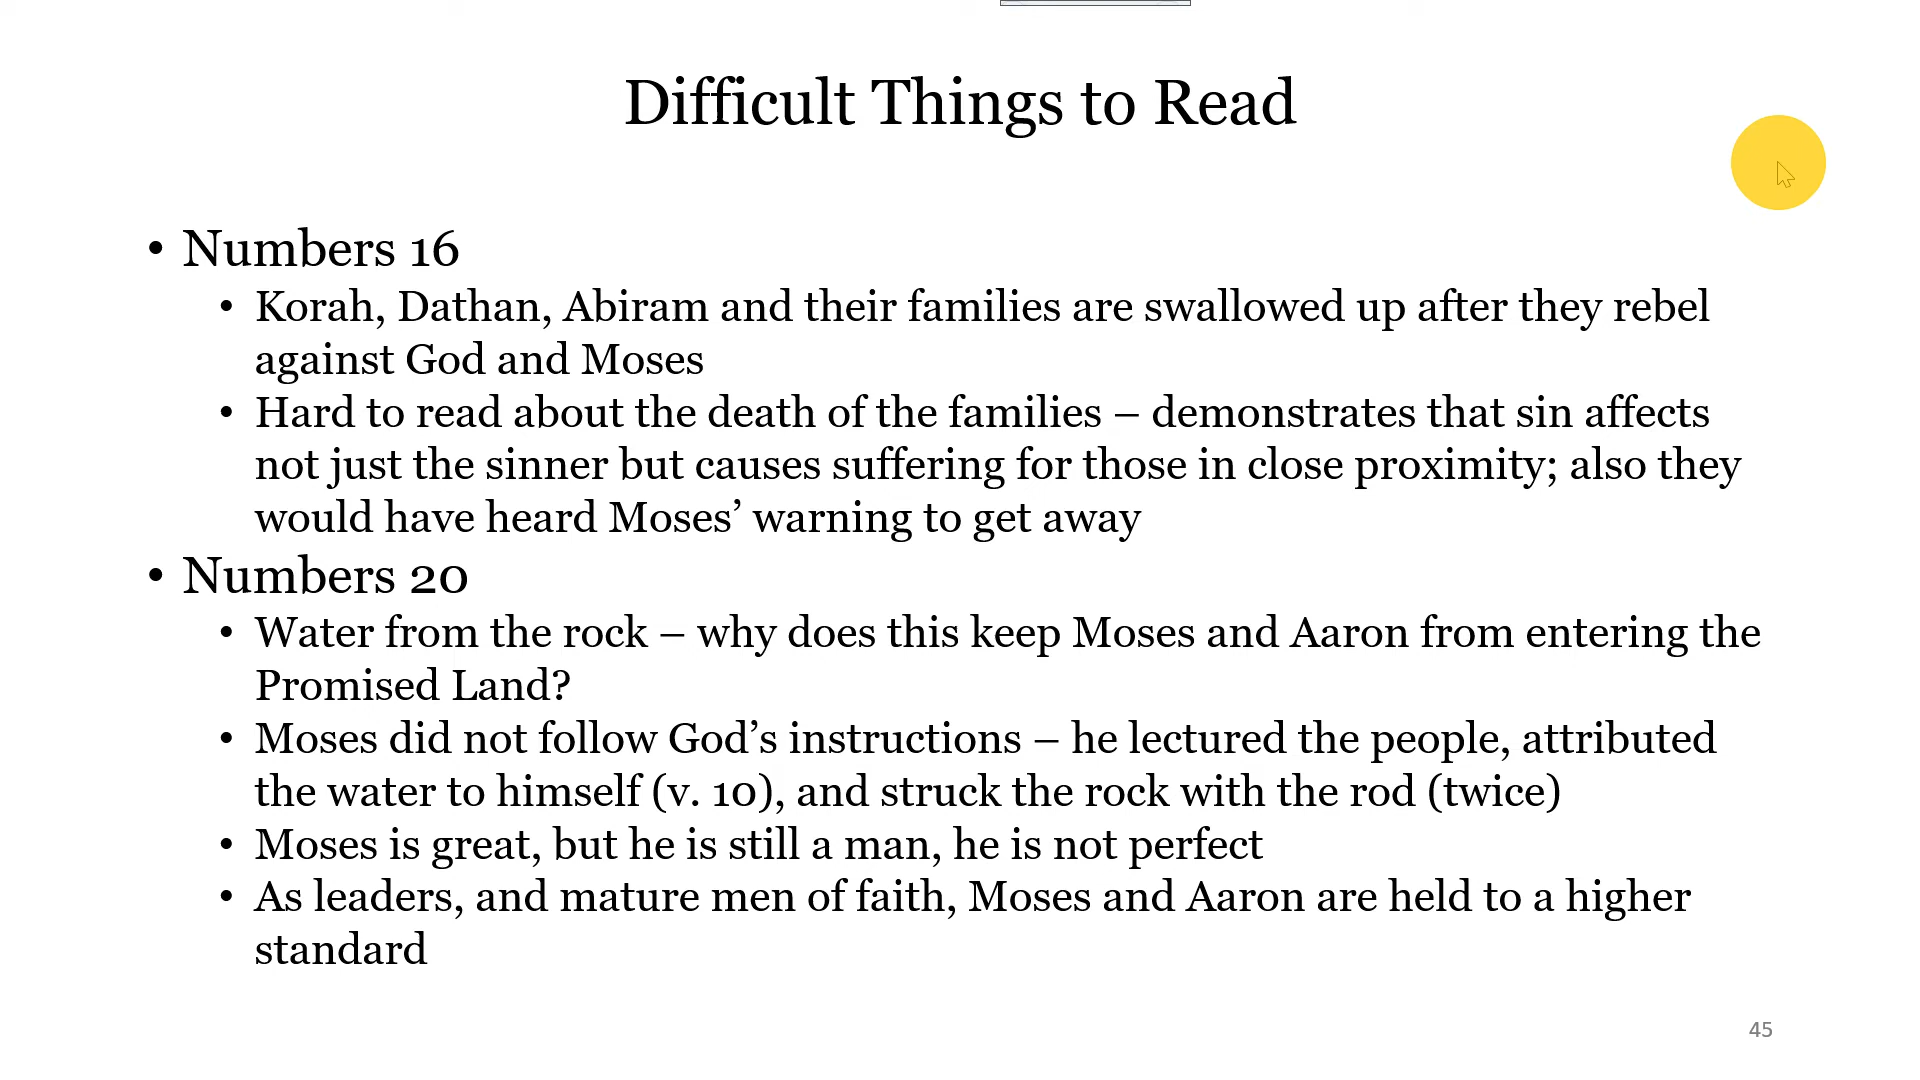 Difficult Things to Read
• Numbers 16
• Korah, Dathan, Abiram and their families are swallowed up after they rebel
against God and Moses
• Hard to read about the death of the families – demonstrates that sin affects
not just the sinner but causes suffering for those in close proximity; also they
would have heard Moses’ warning to get away
• Numbers 20
• Water from the rock – why does this keep Moses and Aaron from entering the
Promised Land?
• Moses did not follow God’s instructions – he lectured the people, attributed
the water to himself (v. 10), and struck the rock with the rod (twice)
• Moses is great, but he is still a man, he is not perfect
• As leaders, and mature men of faith, Moses and Aaron are held to a higher
standard
45